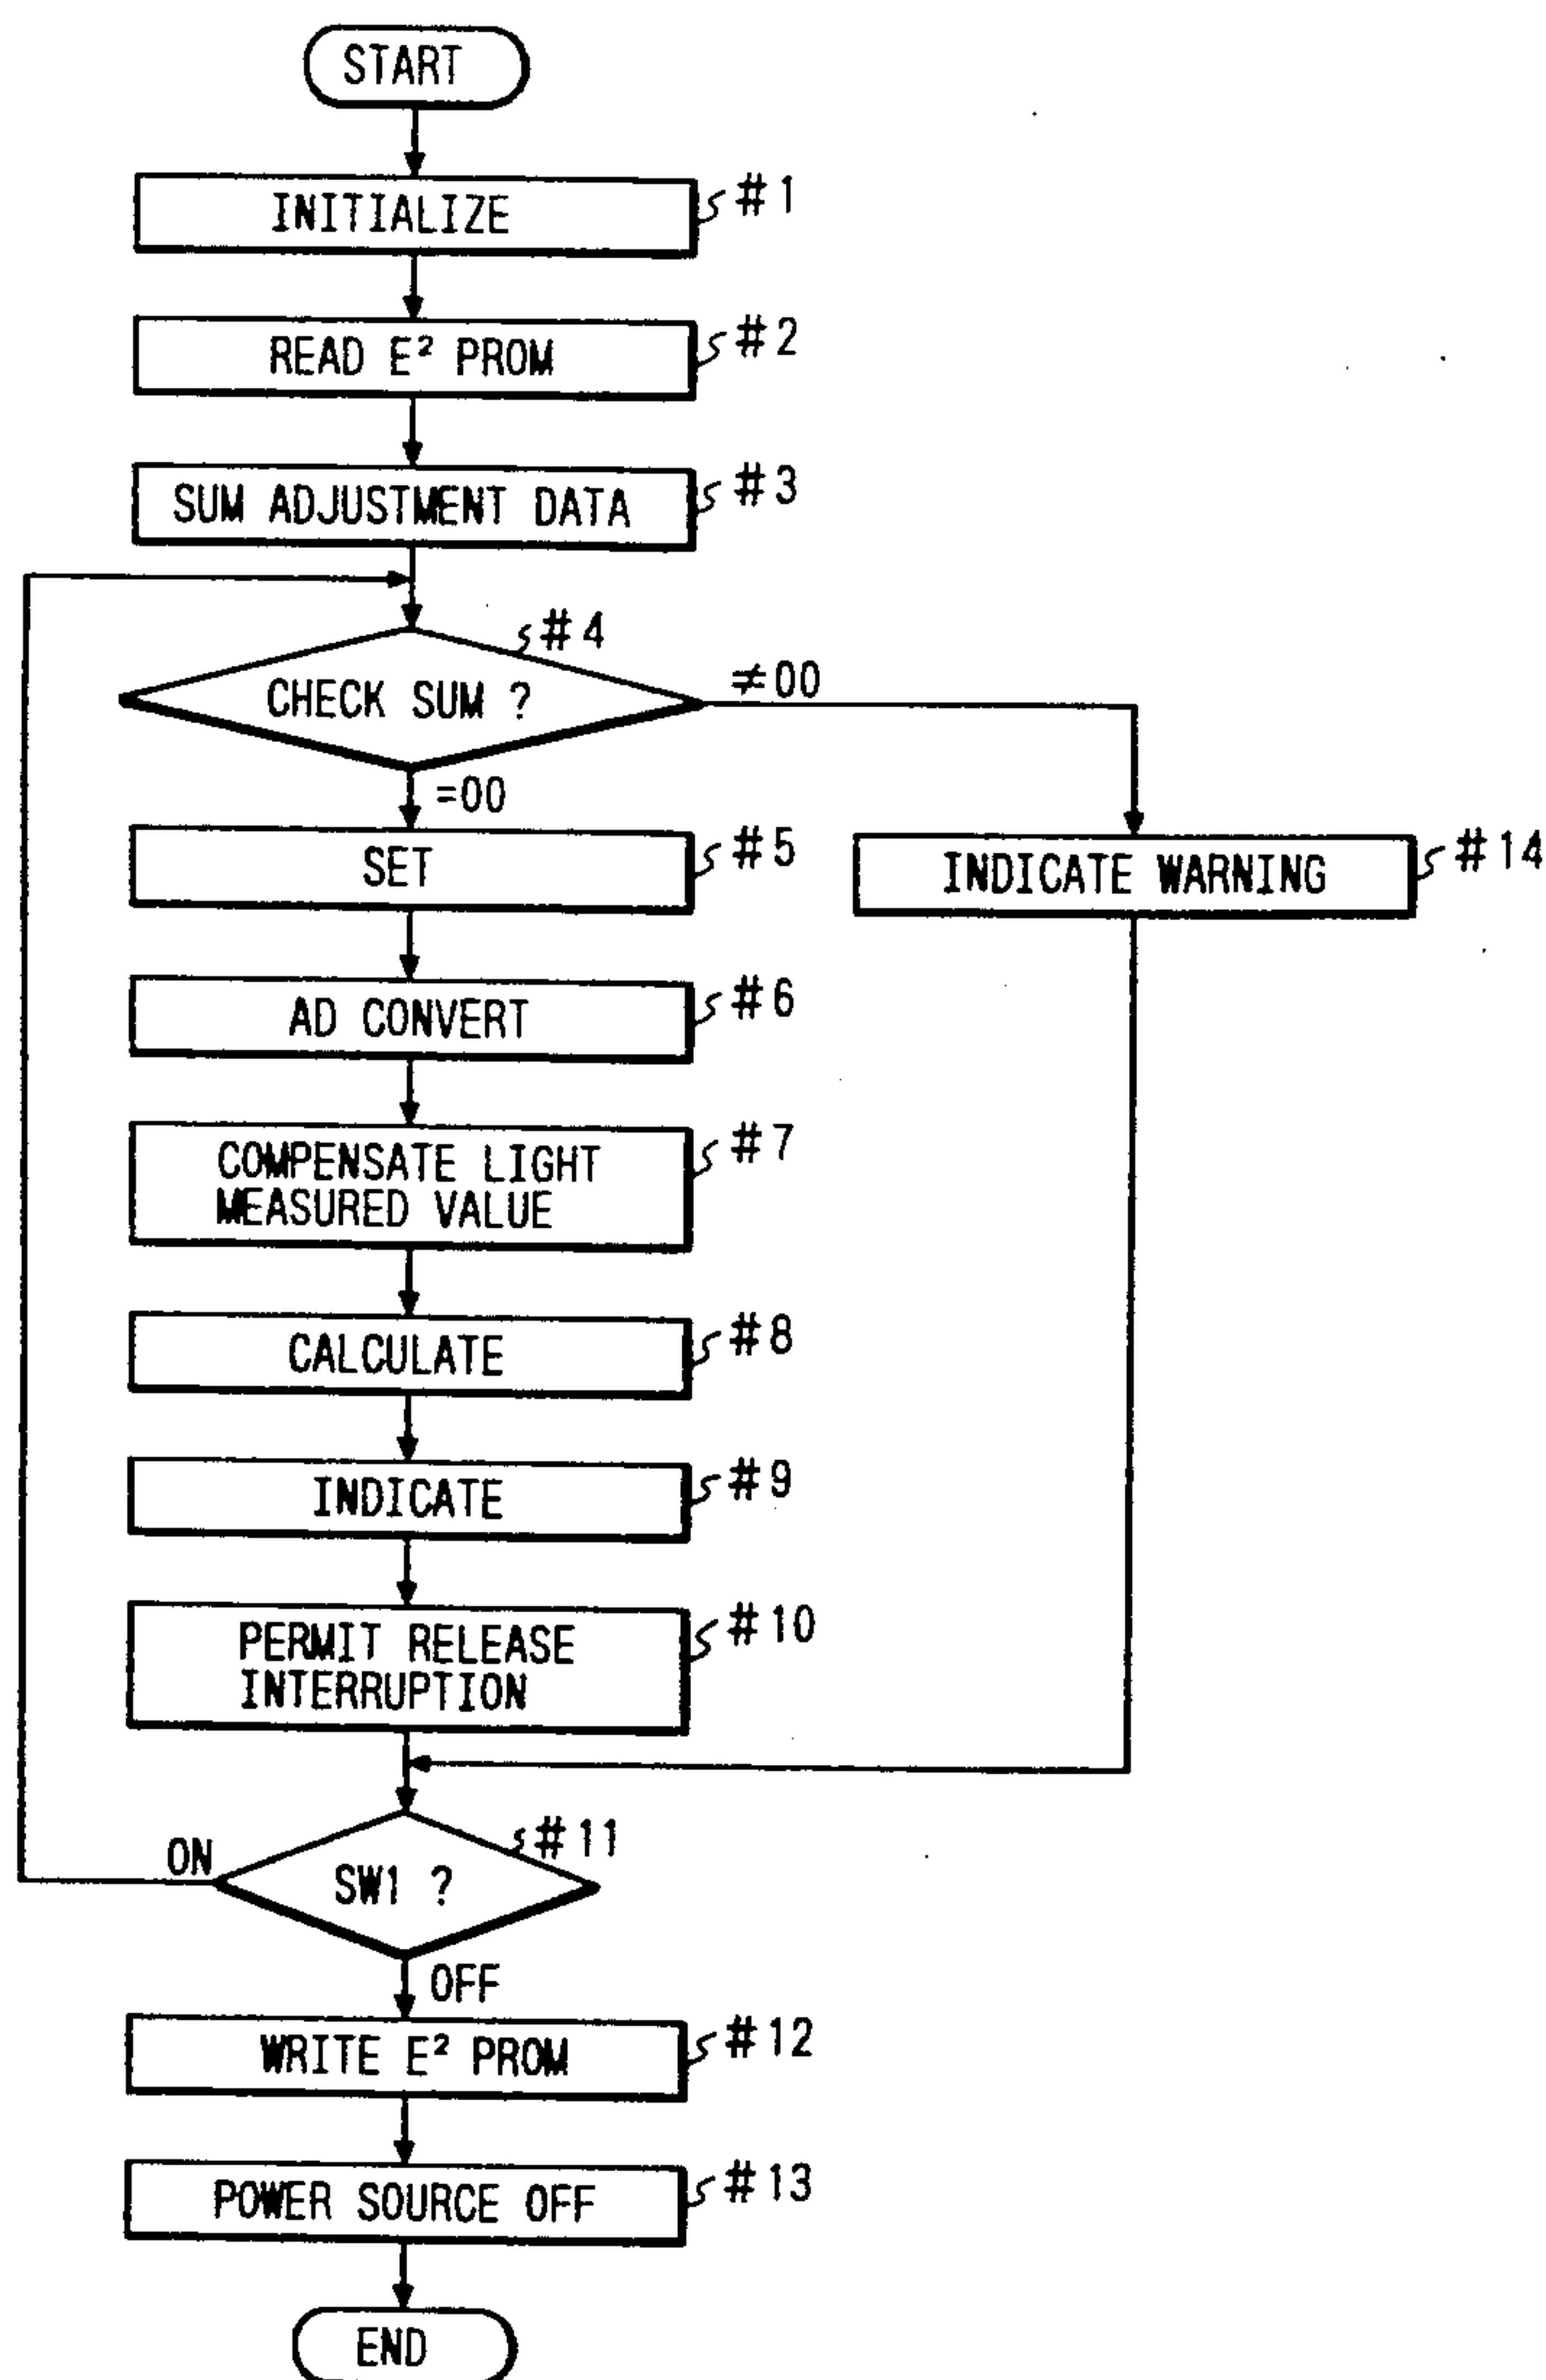 START
INITIALIZE
#1
READ E² PROM
#2
SUM ADJUSTMENT DATA
#3
#4
CHECK SUM ?
≠00
=00
SET
#5
INDICATE WARNING
#14
AD CONVERT
#6
COMPENSATE LIGHT
MEASURED VALUE
#7
CALCULATE
#8
INDICATE
#9
PERMIT RELEASE
INTERRUPTION
#10
#11
ON
SW1 ?
OFF
WRITE E² PROM
#12
POWER SOURCE OFF
#13
END